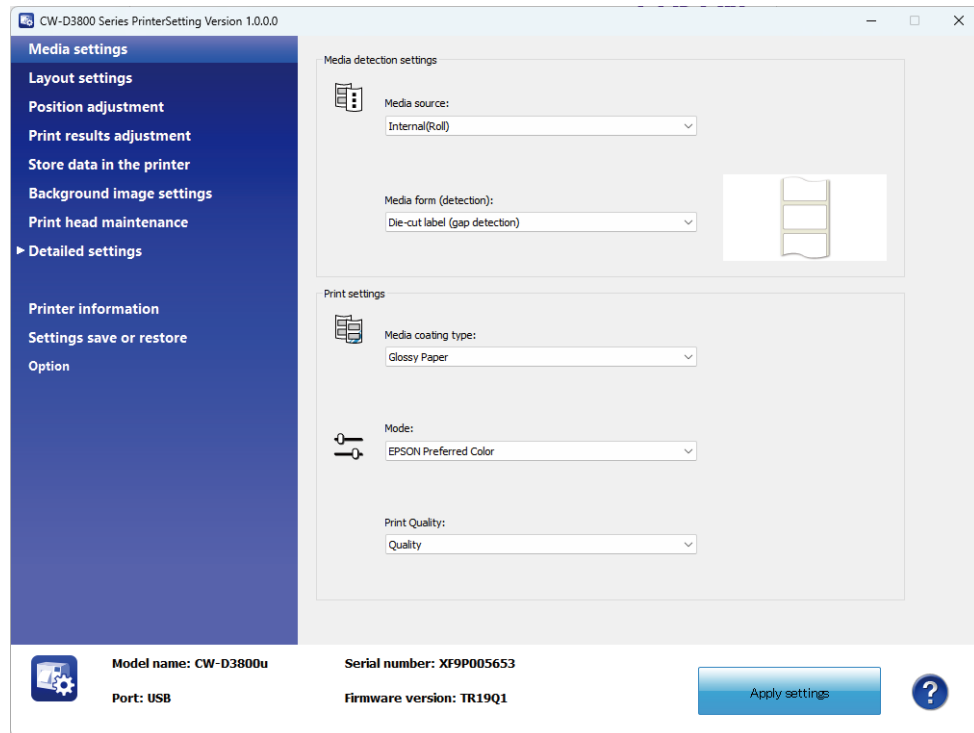 CW-D3800 Series PrinterSetting Version 1.0.0.0
Media settings
Layout settings
Position adjustment
Print results adjustment
Store data in the printer
Background image settings
Print head maintenance
Detailed settings
Printer information
Settings save or restore
Option
Media detection settings
Media source:
Internal(Roll)
Media form (detection):
Die-cut label (gap detection)
Print settings
Media coating type:
Glossy Paper
Mode:
EPSON Preferred Color
Print Quality:
Quality
Model name: CW-D3800u
Serial number: XF9P005653
Port: USB
Firmware version: TR19Q1
Apply settings
?